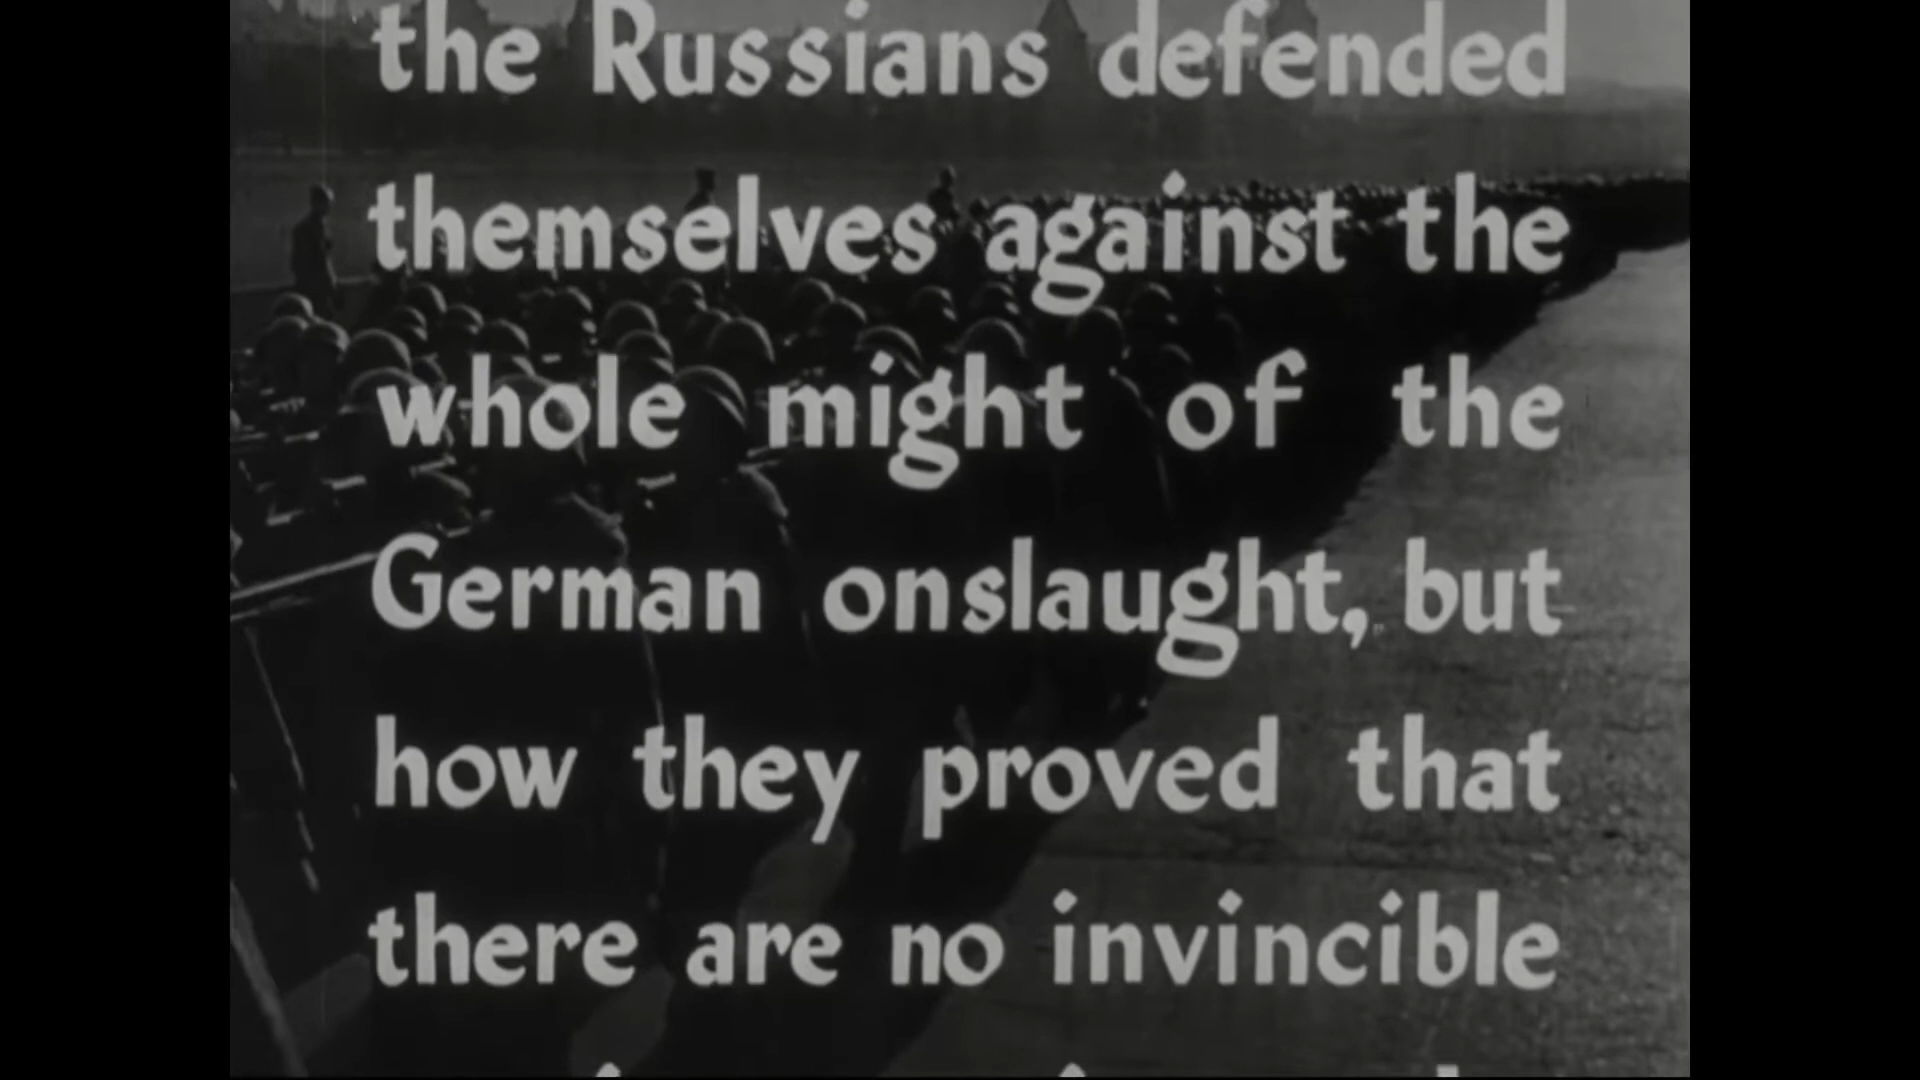 the Russians defended
themselves against the
whole might of the
German onslaught, but
how they proved that
there are no invincible